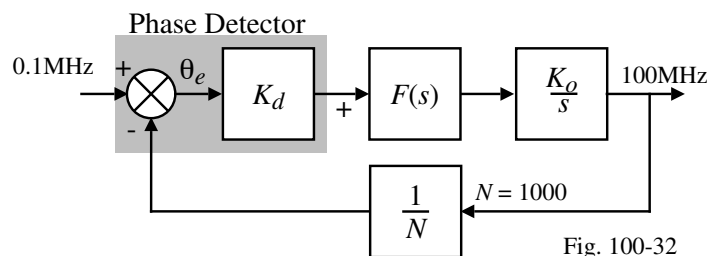 Phase Detector
0.1MHz
+
θe
Kd
+
F(s)
Ko
s
100MHz
-
1
N
N = 1000
Fig. 100-32